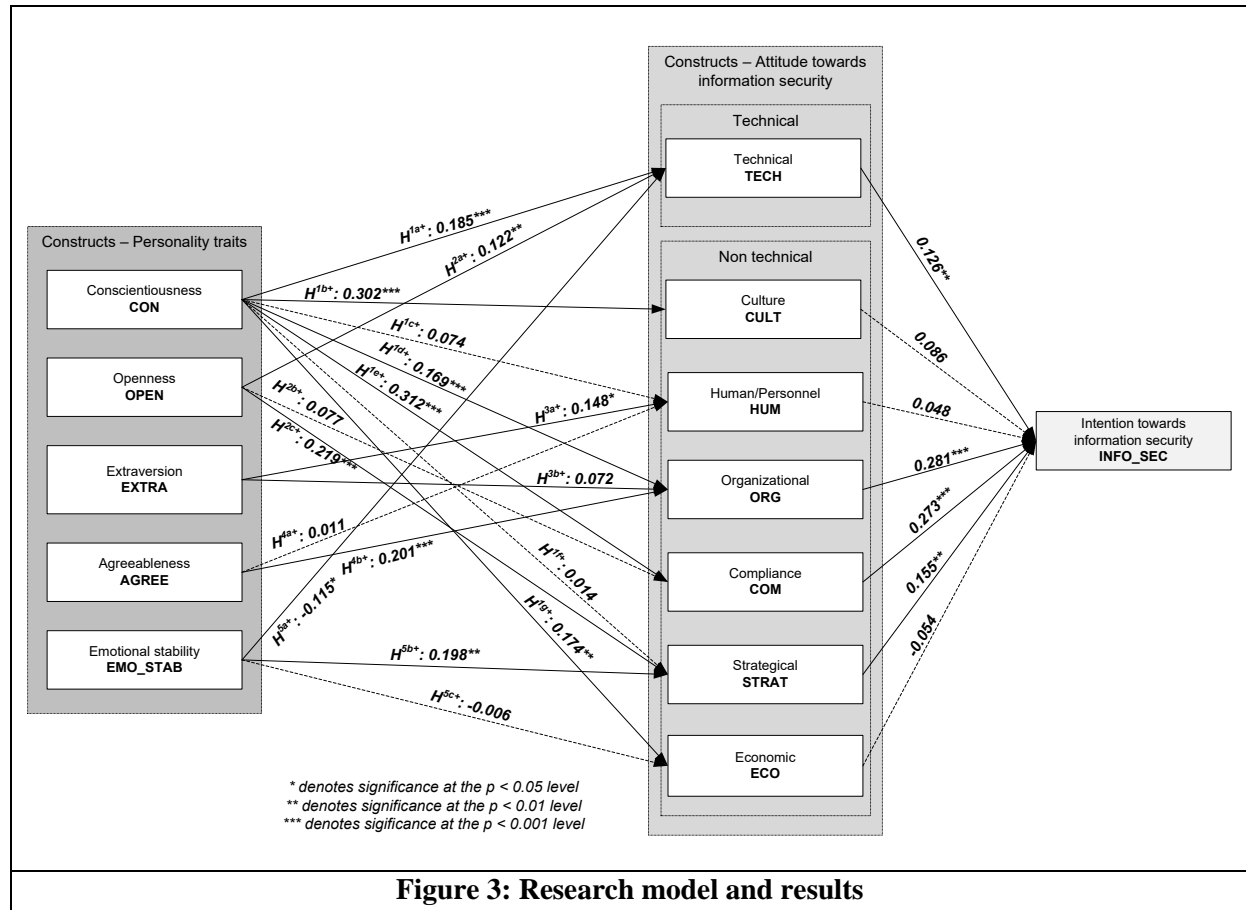 Constructs – Attitude towards
information security
Technical
Technical
TECH
Constructs – Personality traits
Conscientiousness
CON
Openness
OPEN
Extraversion
EXTRA
Agreeableness
AGREE
Emotional stability
EMO_STAB
H1a+: 0.185***
H2a+: 0.122**
H1b+: 0.302***
H1c+: 0.074
H1d+: 0.169***
H1e+: 0.312***
H2b+: 0.077
H2c+: 0.219***
H3a+: 0.148*
H3b+: 0.072
H4a+: 0.011
H4b+: 0.201***
H1f+: 0.014
H5a+: -0.115*
H1g+: 0.174**
H5b+: 0.198**
H5c+: -0.006
Non technical
Culture
CULT
Human/Personnel
HUM
Organizational
ORG
Compliance
COM
Strategical
STRAT
Economic
ECO
0.126**
0.086
0.048
0.281***
0.273***
0.155**
-0.054
Intention towards
information security
INFO_SEC
* denotes significance at the p < 0.05 level
** denotes significance at the p < 0.01 level
*** denotes sigificance at the p < 0.001 level
Figure 3: Research model and results